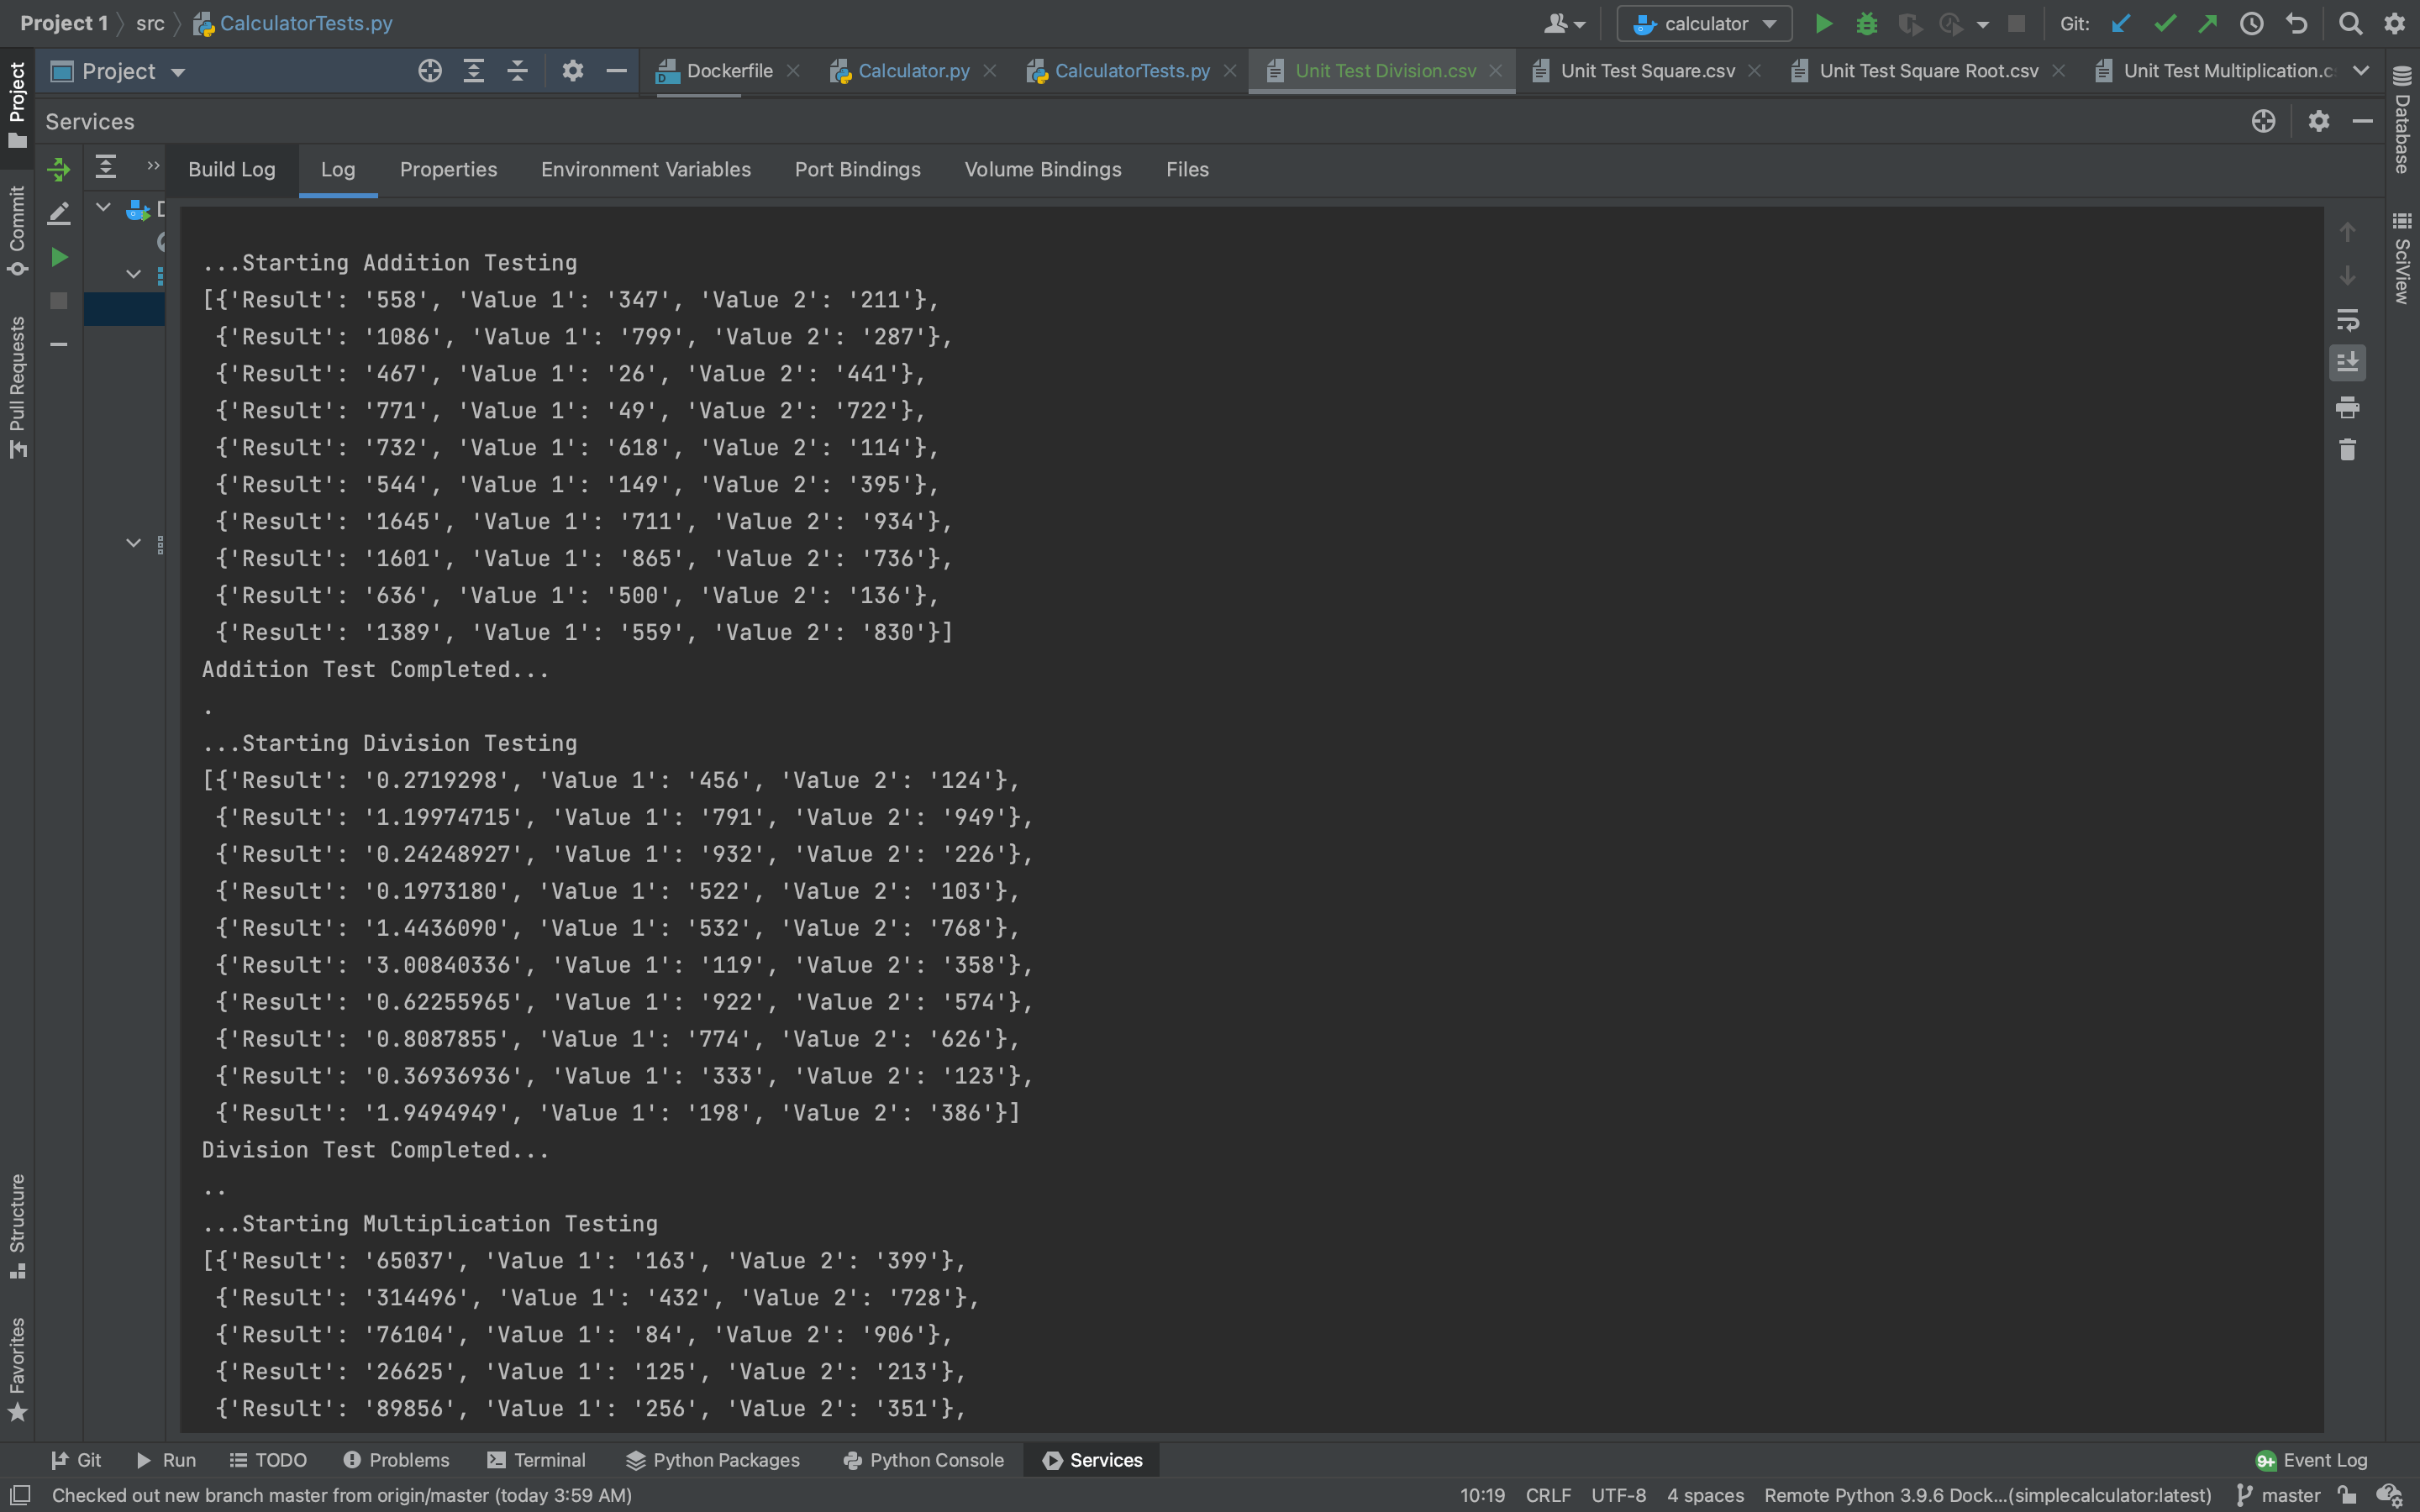 Project 1 src CalculatorTests.py calculator Git:
Project Dockerfile Calculator.py CalculatorTests.py Unit Test Division.csv Unit Test Square.csv Unit Test Square Root.csv Unit Test Multiplication.c
Services
Build Log Log Properties Environment Variables Port Bindings Volume Bindings Files
...Starting Addition Testing
[{'Result': '558', 'Value 1': '347', 'Value 2': '211'},
{'Result': '1086', 'Value 1': '799', 'Value 2': '287'},
{'Result': '467', 'Value 1': '26', 'Value 2': '441'},
{'Result': '771', 'Value 1': '49', 'Value 2': '722'},
{'Result': '732', 'Value 1': '618', 'Value 2': '114'},
{'Result': '544', 'Value 1': '149', 'Value 2': '395'},
{'Result': '1645', 'Value 1': '711', 'Value 2': '934'},
{'Result': '1601', 'Value 1': '865', 'Value 2': '736'},
{'Result': '636', 'Value 1': '500', 'Value 2': '136'},
{'Result': '1389', 'Value 1': '559', 'Value 2': '830'}]
Addition Test Completed...
.
...Starting Division Testing
[{'Result': '0.2719298', 'Value 1': '456', 'Value 2': '124'},
{'Result': '1.19974715', 'Value 1': '791', 'Value 2': '949'},
{'Result': '0.24248927', 'Value 1': '932', 'Value 2': '226'},
{'Result': '0.1973180', 'Value 1': '522', 'Value 2': '103'},
{'Result': '1.4436090', 'Value 1': '532', 'Value 2': '768'},
{'Result': '3.00840336', 'Value 1': '119', 'Value 2': '358'},
{'Result': '0.62255965', 'Value 1': '922', 'Value 2': '574'},
{'Result': '0.8087855', 'Value 1': '774', 'Value 2': '626'},
{'Result': '0.36936936', 'Value 1': '333', 'Value 2': '123'},
{'Result': '1.9494949', 'Value 1': '198', 'Value 2': '386'}]
Division Test Completed...
..
...Starting Multiplication Testing
[{'Result': '65037', 'Value 1': '163', 'Value 2': '399'},
{'Result': '314496', 'Value 1': '432', 'Value 2': '728'},
{'Result': '76104', 'Value 1': '84', 'Value 2': '906'},
{'Result': '26625', 'Value 1': '125', 'Value 2': '213'},
{'Result': '89856', 'Value 1': '256', 'Value 2': '351'},
Project
Commit
Pull Requests
Structure
Favorites
Database
SciView
Git Run TODO Problems Terminal Python Packages Python Console Services 9+ Event Log
Checked out new branch master from origin/master (today 3:59 AM) 10:19 CRLF UTF-8 4 spaces Remote Python 3.9.6 Dock...(simplecalculator:latest) master